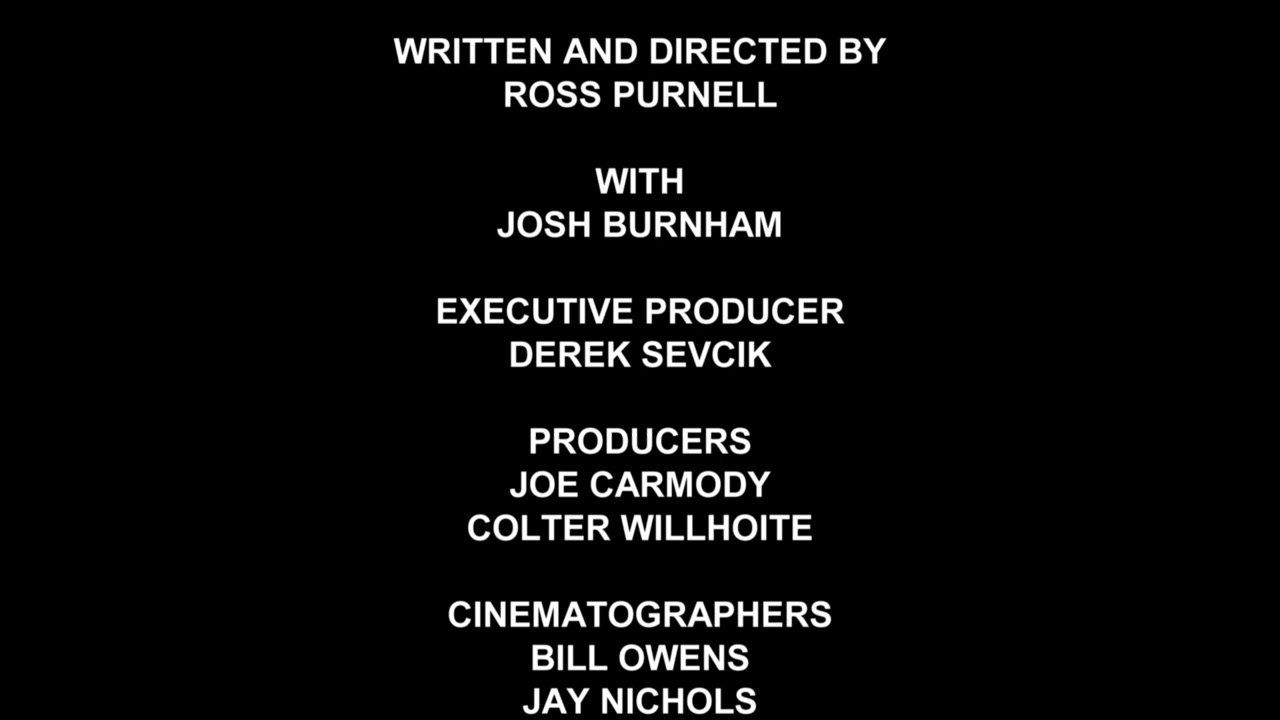 WRITTEN AND DIRECTED BY
ROSS PURNELL
WITH
JOSH BURNHAM
EXECUTIVE PRODUCER
DEREK SEVCIK
PRODUCERS
JOE CARMODY
COLTER WILLHOITE
CINEMATOGRAPHERS
BILL OWENS
JAY NICHOLS